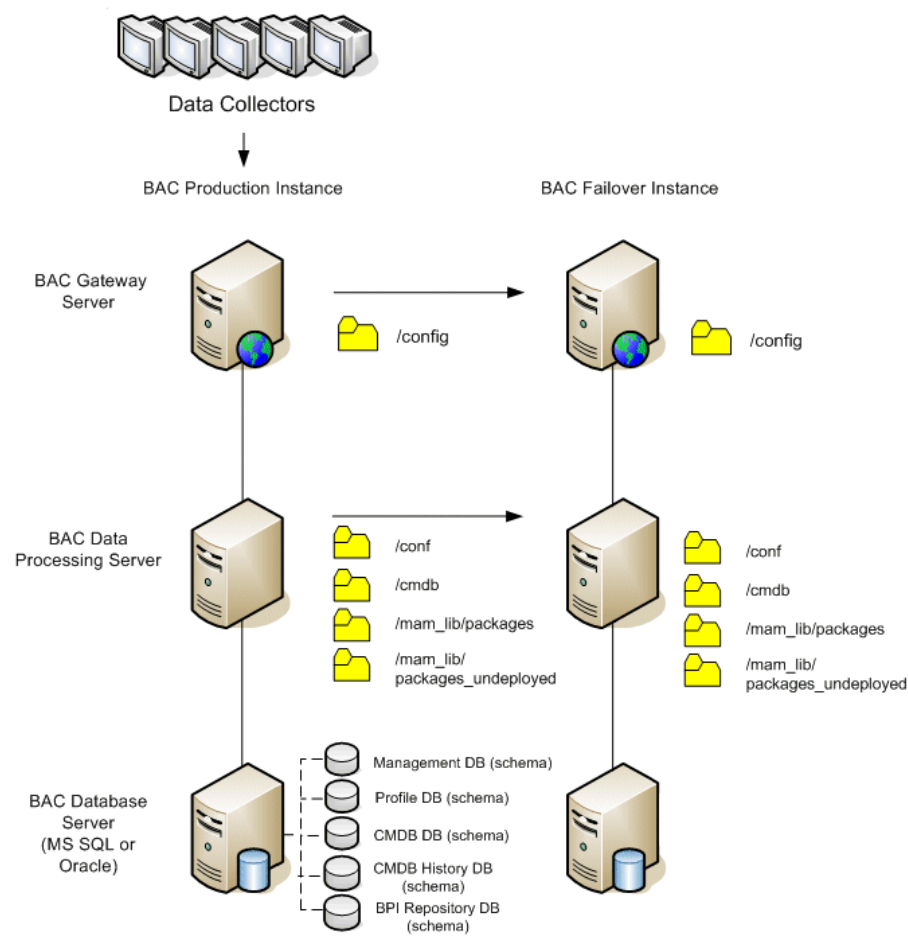 Data Collectors
BAC Production Instance
BAC Failover Instance
BAC Gateway
Server
/config
/config
BAC Data
Processing Server
/conf
/cmdb
/mam_lib/packages
/mam_lib/
packages_undeployed
/conf
/cmdb
/mam_lib/packages
/mam_lib/
packages_undeployed
BAC Database
Server
(MS SQL or
Oracle)
Management DB (schema)
Profile DB (schema)
CMDB DB (schema)
CMDB History DB
(schema)
BPI Repository DB
(schema)